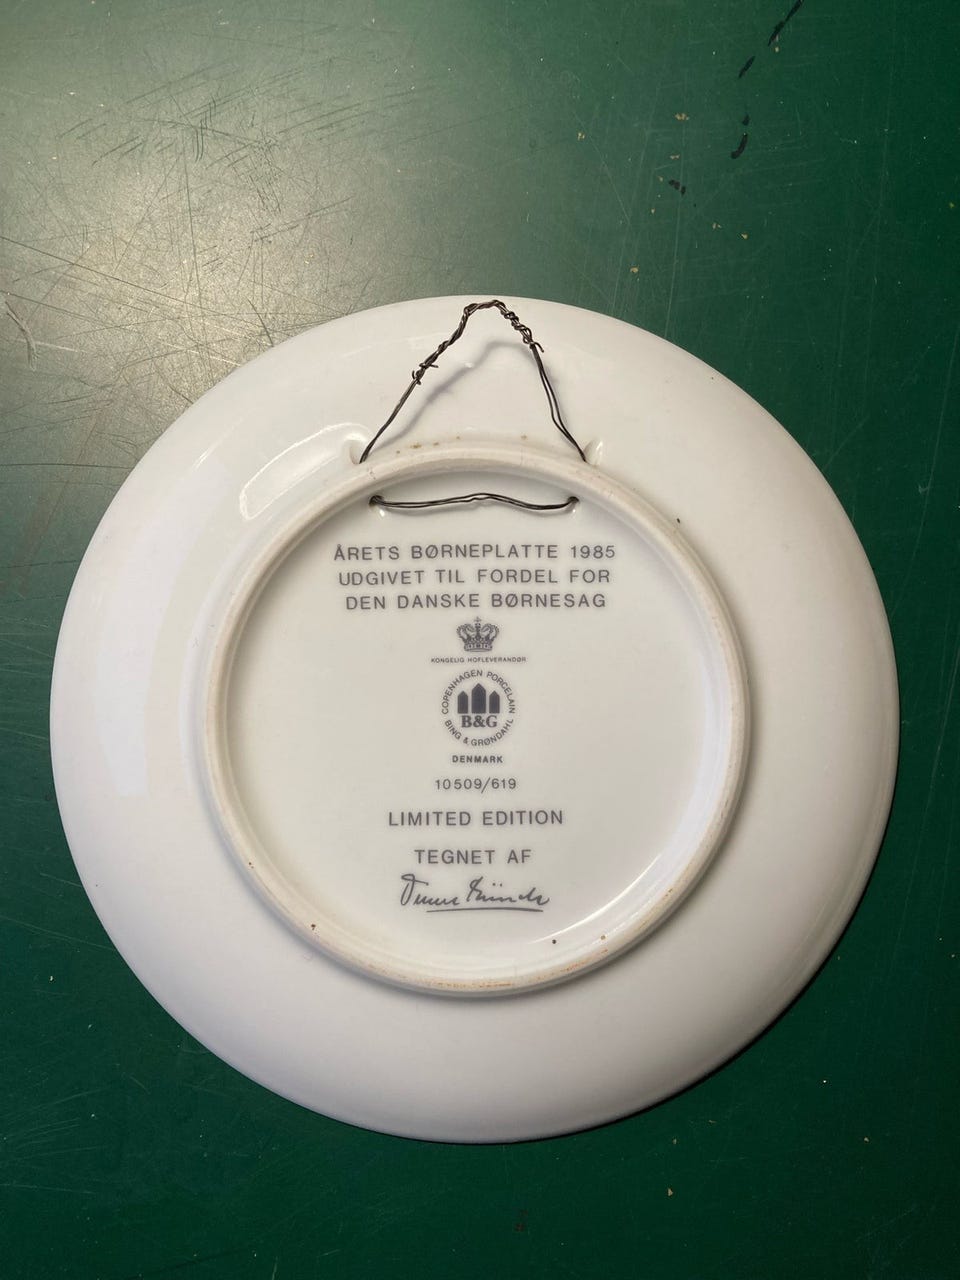 ÅRETS BØRNEPLATTE 1985
UDGIVET TIL FORDEL FOR
DEN DANSKE BØRNESAG
KONGELIG HOFLEVERANDØR
COPENHAGEN PORCELAIN
B&G
BING & GRØNDAHL
DENMARK
10509/619
LIMITED EDITION
TEGNET AF